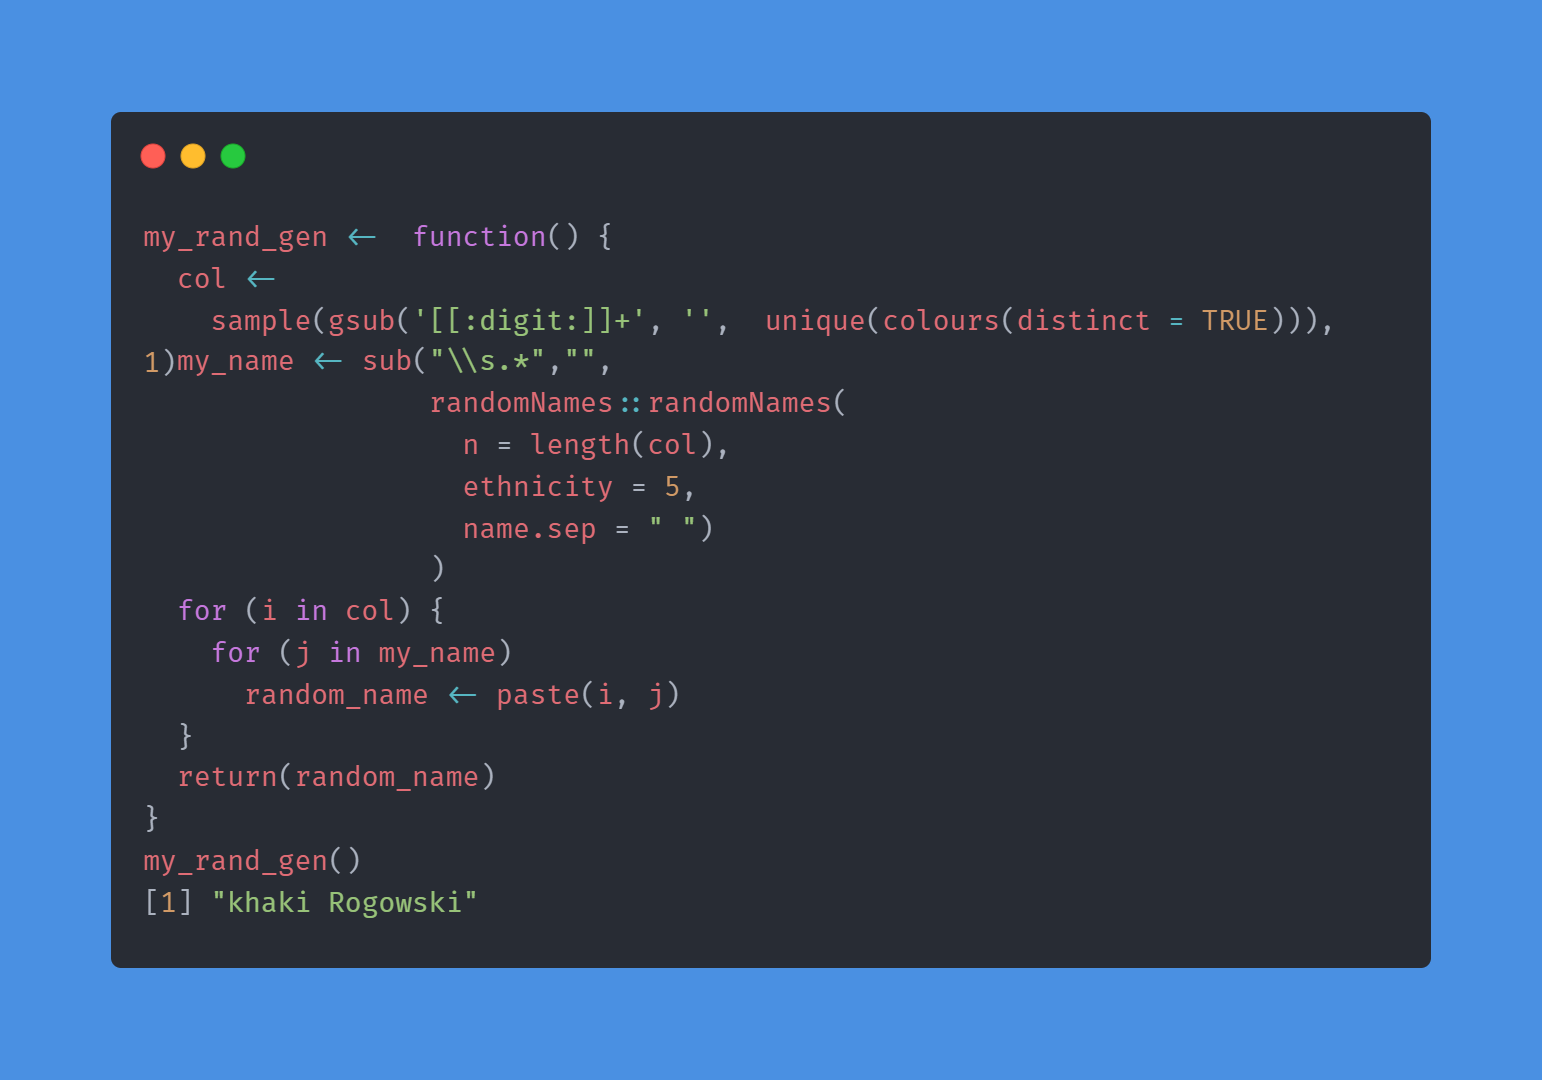 my_rand_gen <-  function() {
  col <-
    sample(gsub('[[:digit:]]+', '',  unique(colours(distinct = TRUE))),
1)my_name <- sub("\\s.*","",
                 randomNames::randomNames(
                   n = length(col),
                   ethnicity = 5,
                   name.sep = " ")
                 )
  for (i in col) {
    for (j in my_name)
      random_name <- paste(i, j)
  }
  return(random_name)
}
my_rand_gen()
[1] "khaki Rogowski"